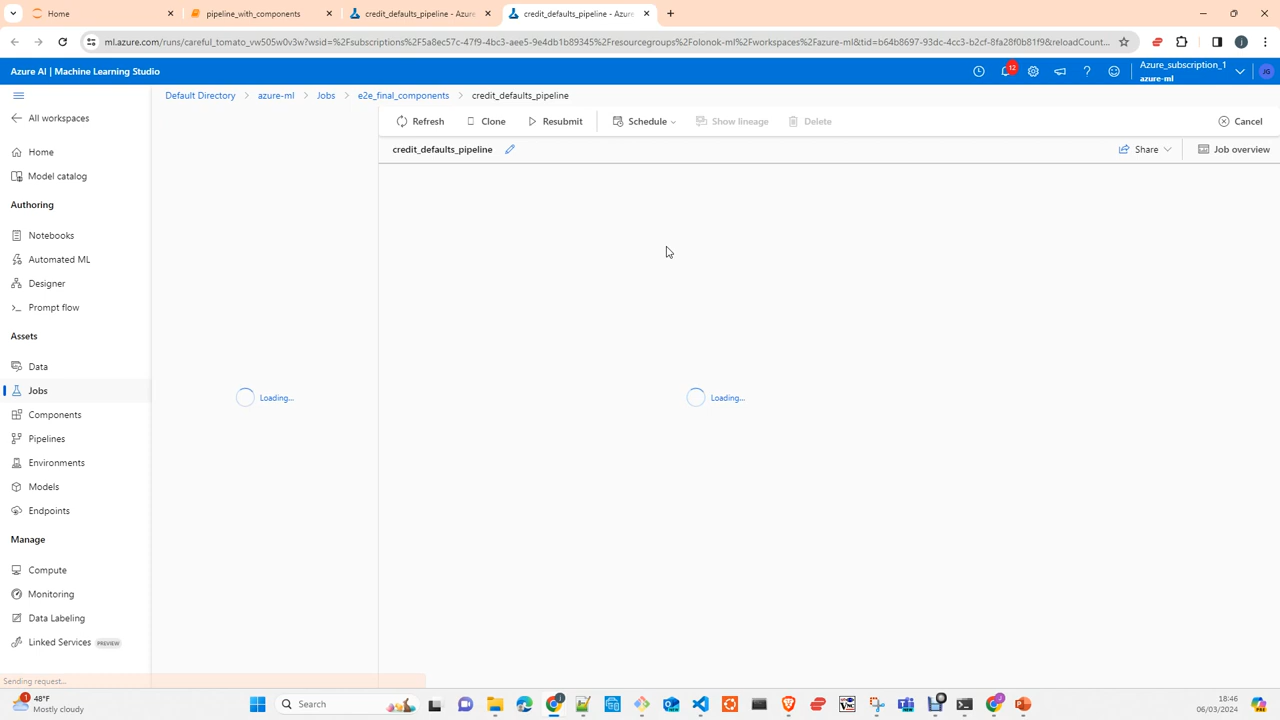 Home
pipeline_with_components
credit_defaults_pipeline - Azure
credit_defaults_pipeline - Azure
ml.azure.com/runs/careful_tomato_vw505w0v3w?wsid=%2Fsubscriptions%2F5a8ec57c-47f9-4bc3-aee5-9e4db1b89345%2Fresourcegroups%2Folonok-ml%2Fworkspaces%2Fazure-ml&tid=b64b8697-93dc-4cc3-b2cf-8fa28f0b81f9&reloadCount...
Azure AI | Machine Learning Studio
12
Azure_subscription_1
azure-ml
JG
Default Directory > azure-ml > Jobs > e2e_final_components > credit_defaults_pipeline
All workspaces
Refresh Clone Resubmit Schedule Show lineage Delete Cancel
credit_defaults_pipeline Share Job overview
Home
Model catalog
Authoring
Notebooks
Automated ML
Designer
Prompt flow
Assets
Data
Jobs
Components
Pipelines
Environments
Models
Endpoints
Manage
Compute
Monitoring
Data Labeling
Linked Services PREVIEW
Loading...
Loading...
Sending request...
1
48°F
Mostly cloudy
Search
18:46
06/03/2024